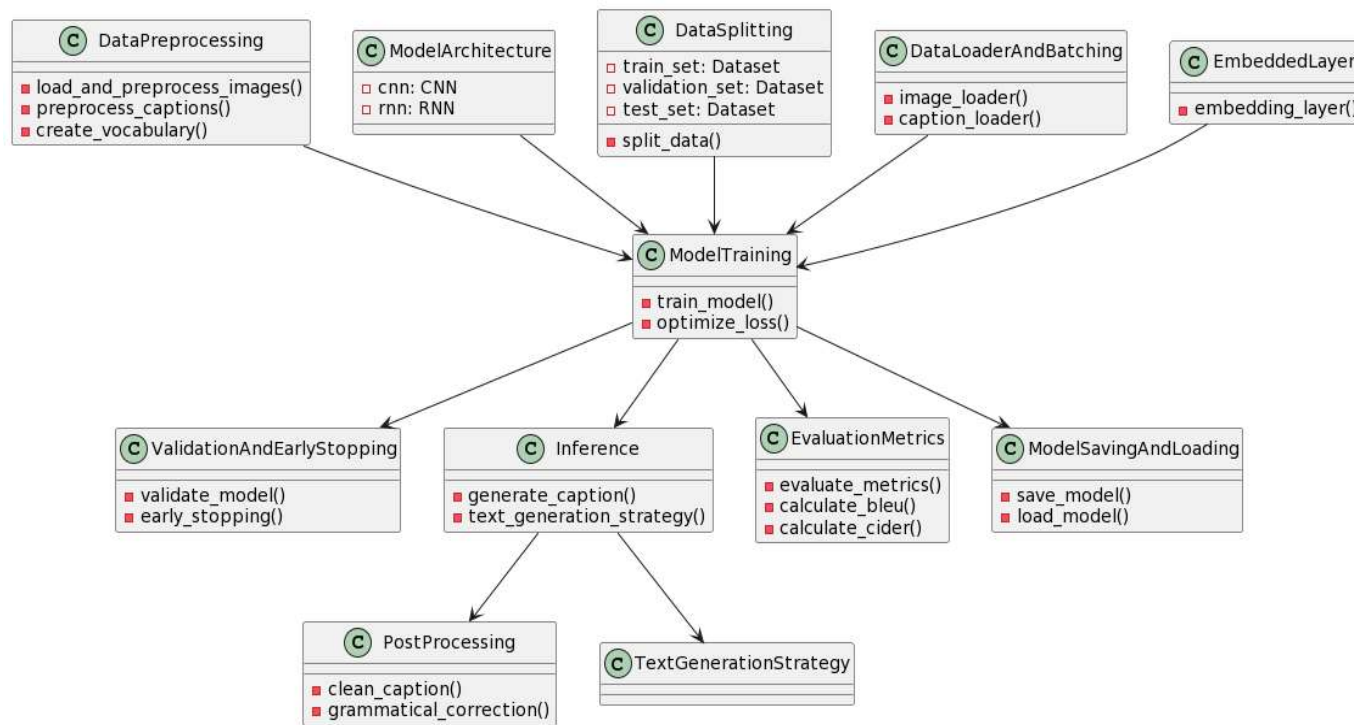 C DataPreprocessing
load_and_preprocess_images()
preprocess_captions()
create_vocabulary()
C ModelArchitecture
cnn: CNN
rnn: RNN
C DataSplitting
train_set: Dataset
validation_set: Dataset
test_set: Dataset
split_data()
C DataLoaderAndBatching
image_loader()
caption_loader()
C EmbeddedLayer
embedding_layer()
C ModelTraining
train_model()
optimize_loss()
C ValidationAndEarlyStopping
validate_model()
early_stopping()
C Inference
generate_caption()
text_generation_strategy()
C EvaluationMetrics
evaluate_metrics()
calculate_bleu()
calculate_cider()
C ModelSavingAndLoading
save_model()
load_model()
C PostProcessing
clean_caption()
grammatical_correction()
C TextGenerationStrategy